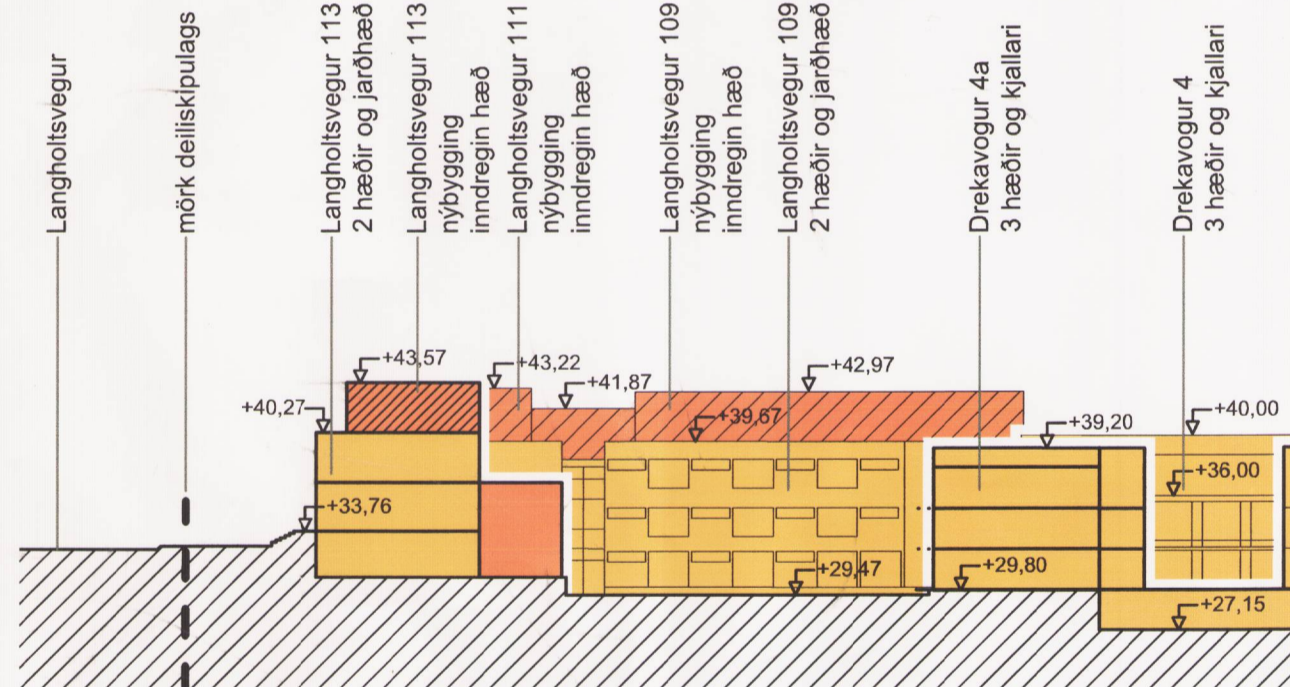 Langholtsvegur
mörk deiliskipulags
Langholtsvegur 113
2 hæðir og jarðhæð
Langholtsvegur 113
nýbygging
inndregin hæð
Langholtsvegur 111
nýbygging
inndregin hæð
Langholtsvegur 109
nýbygging
inndregin hæð
Langholtsvegur 109
2 hæðir og jarðhæð
Drekavogur 4a
3 hæðir og kjallari
Drekavogur 4
3 hæðir og kjallari
+43,57
+43,22
+42,97
+41,87
+40,27
+39,67
+39,20
+40,00
+36,00
+33,76
+29,47
+29,80
+27,15